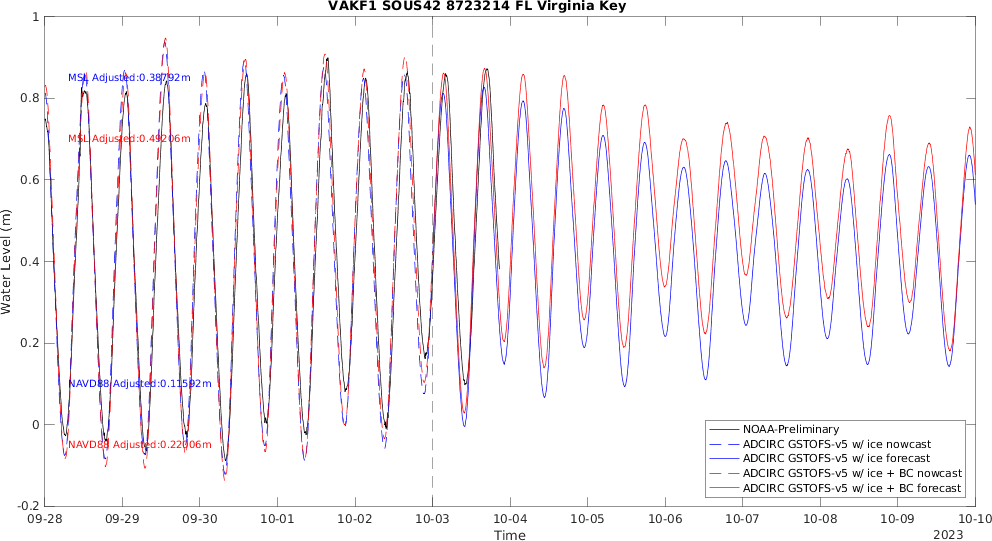 VAKF1 SOUS42 8723214 FL Virginia Key
1
0.8
0.6
0.4
0.2
0
-0.2
Water Level (m)
MSL Adjusted:0.38792m
MSL Adjusted:0.49206m
NAVD88 Adjusted:0.11592m
NAVD88 Adjusted:0.22006m
NOAA-Preliminary
ADCIRC GSTOFS-v5 w/ ice nowcast
ADCIRC GSTOFS-v5 w/ ice forecast
ADCIRC GSTOFS-v5 w/ ice + BC nowcast
ADCIRC GSTOFS-v5 w/ ice + BC forecast
09-28 09-29 09-30 10-01 10-02 10-03 10-04 10-05 10-06 10-07 10-08 10-09 10-10
Time
2023